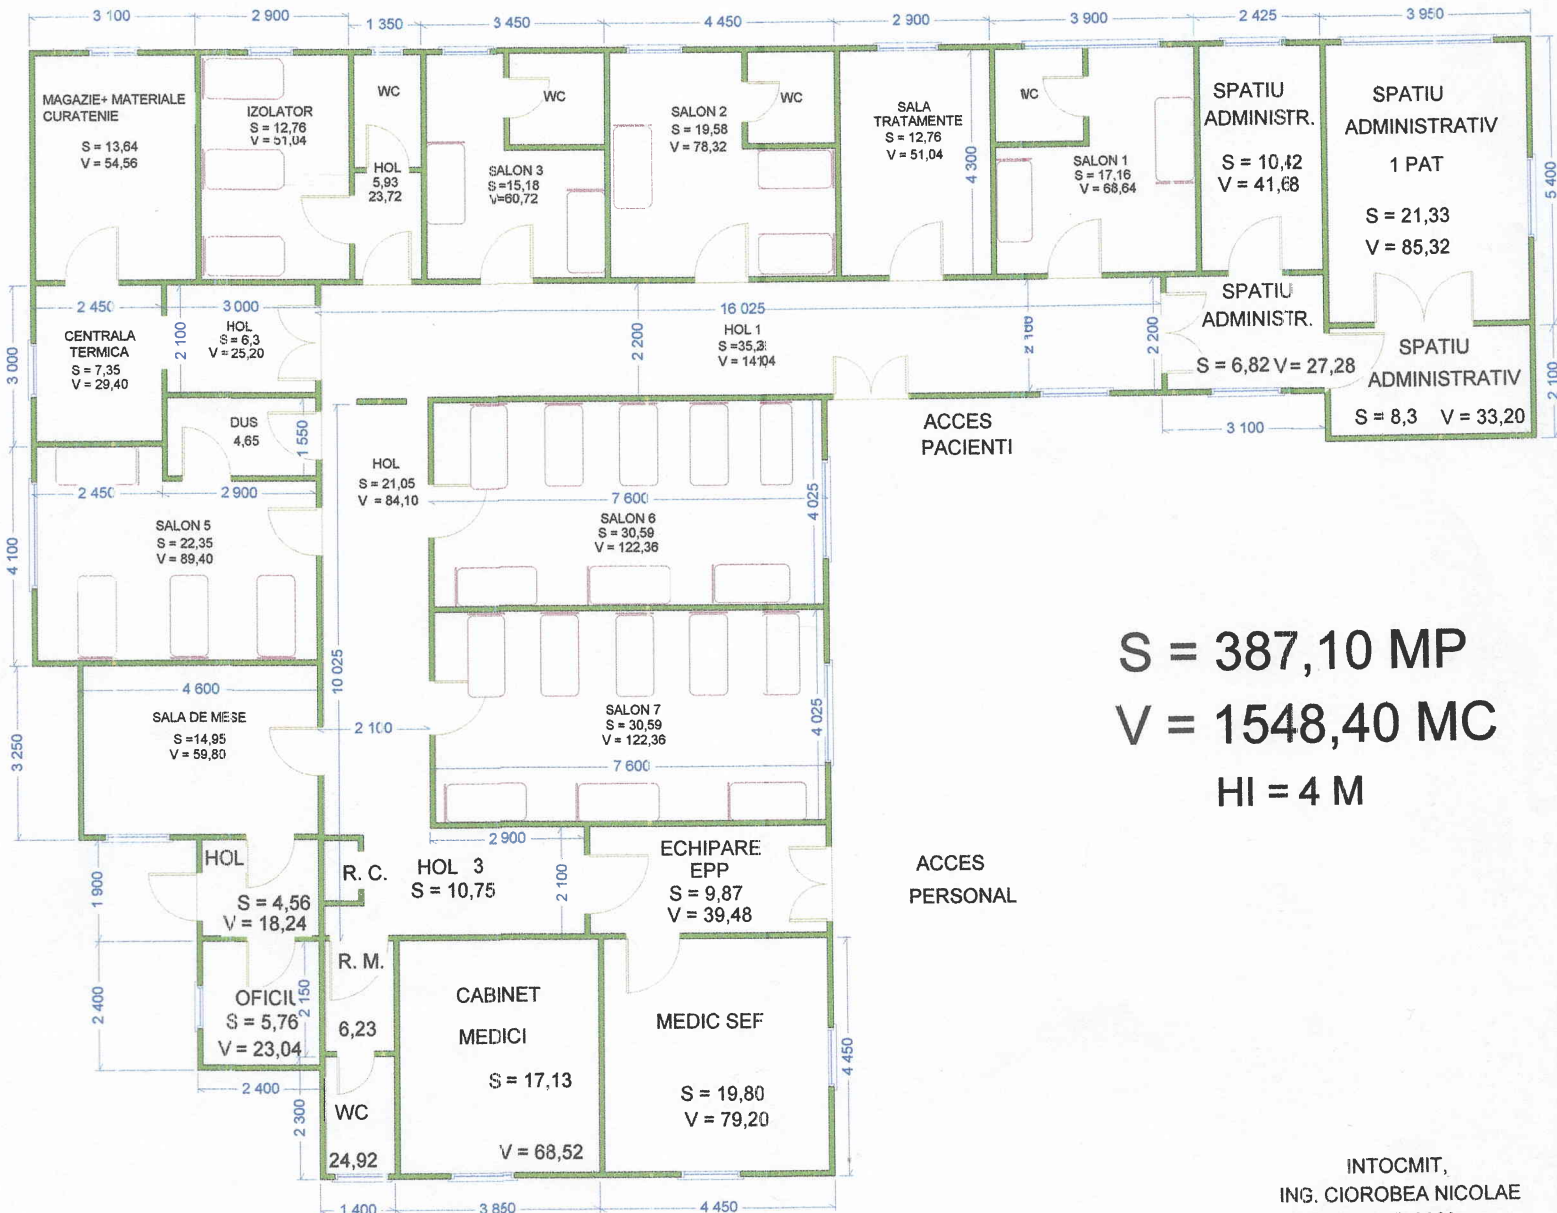 3 100
2 900
1 350
3 450
4 450
2 900
3 900
2 425
3 950
MAGAZIE+ MATERIALE
CURATENIE
S = 13,64
V = 54,56
IZOLATOR
S = 12,76
V = 51,04
WC
HOL
5,93
23,72
WC
SALON 3
S =15,18
V=60,72
SALON 2
S = 19,58
V = 78,32
WC
SALA
TRATAMENTE
S = 12,76
V = 51,04
4 300
WC
SALON 1
S = 17,16
V = 68,64
SPATIU
ADMINISTR.
S = 10,42
V = 41,68
SPATIU
ADMINISTRATIV
1 PAT
S = 21,33
V = 85,32
5 400
2 450
3 000
16 025
3 000
CENTRALA
TERMICA
S = 7,35
V = 29,40
2 100
HOL
S = 6,3
V = 25,20
2 200
HOL 1
S =35,3
V = 14104
2 100
2 200
SPATIU
ADMINISTR.
S = 6,82 V = 27,28
SPATIU
ADMINISTRATIV
S = 8,3 V = 33,20
2 100
3 100
DUS
4,65
1 550
ACCES
PACIENTI
HOL
S = 21,05
V = 84,10
2 450
2 900
4 100
SALON 5
S = 22,35
V = 89,40
7 600
SALON 6
S = 30,59
V = 122,36
4 025
10 025
S = 387,10 MP
V = 1548,40 MC
HI = 4 M
4 600
SALA DE MESE
S =14,95
V = 59,80
3 250
2 100
SALON 7
S = 30,59
V = 122,36
7 600
4 025
2 900
HOL
S = 4,56
V = 18,24
1 900
R. C.
HOL 3
S = 10,75
2 100
ECHIPARE
EPP
S = 9,87
V = 39,48
ACCES
PERSONAL
OFICIU
S = 5,76
V = 23,04
2 400
2 150
2 400
R. M.
6,23
CABINET
MEDICI
S = 17,13
V = 68,52
MEDIC SEF
S = 19,80
V = 79,20
4 450
WC
24,92
2 300
1 400
3 850
4 450
INTOCMIT,
ING. CIOROBEA NICOLAE